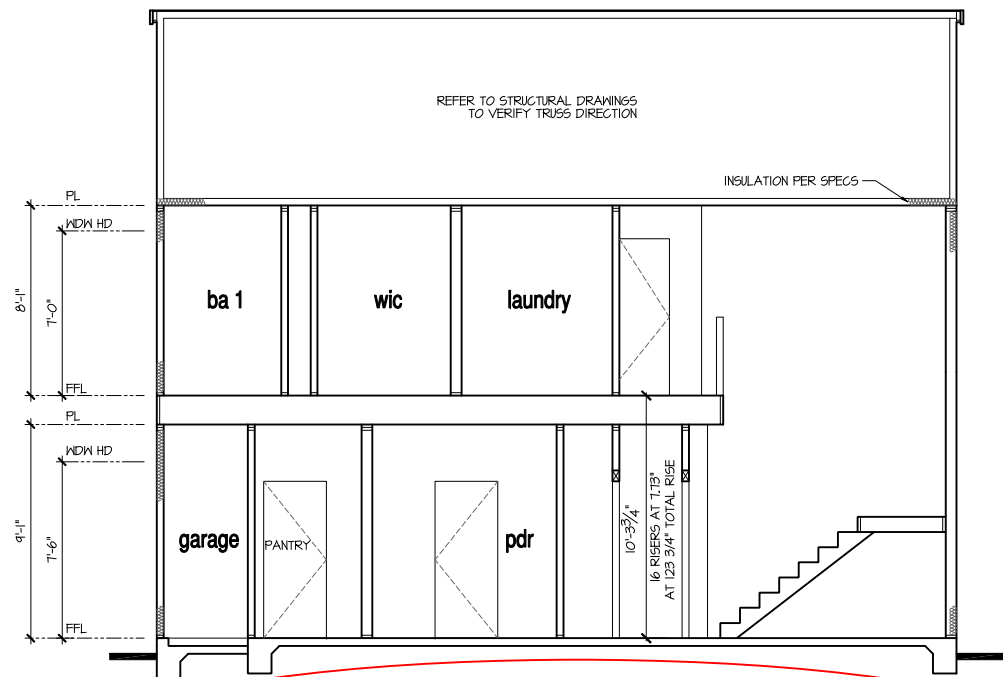 REFER TO STRUCTURAL DRAWINGS
TO VERIFY TRUSS DIRECTION
INSULATION PER SPECS
PL
WDW HD
8'-1"
7'-0"
ba 1
wic
laundry
FFL
PL
WDW HD
9'-1"
7'-6"
garage
PANTRY
pdr
10'-3 3/4"
16 RISERS AT 7.73"
AT 123 3/4" TOTAL RISE
FFL